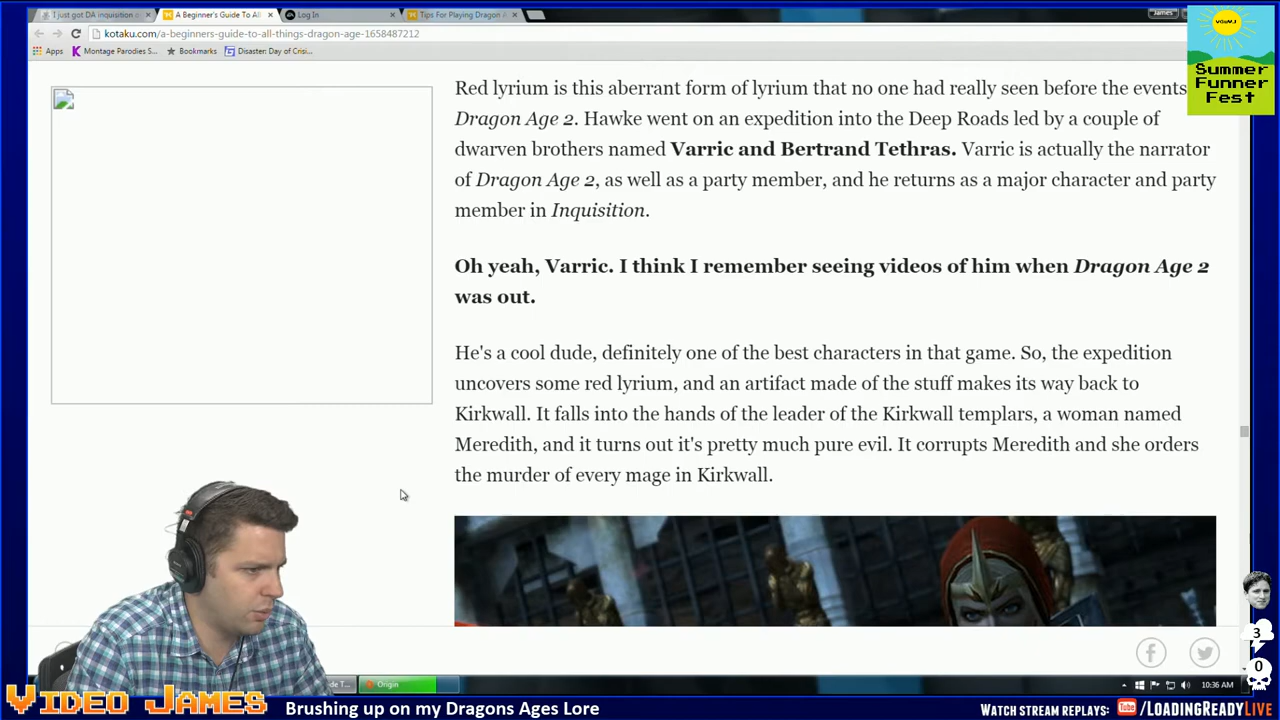 I just got DA inquisition o
A Beginner's Guide To All
Log In
Tips For Playing Dragon A
James
kotaku.com/a-beginners-guide-to-all-things-dragon-age-1658487212
Apps
Montage Parodies S...
Bookmarks
Disaster: Day of Crisi...
Summer
Funner
Fest
Red lyrium is this aberrant form of lyrium that no one had really seen before the events
Dragon Age 2. Hawke went on an expedition into the Deep Roads led by a couple of
dwarven brothers named Varric and Bertrand Tethras. Varric is actually the narrator
of Dragon Age 2, as well as a party member, and he returns as a major character and party
member in Inquisition.
Oh yeah, Varric. I think I remember seeing videos of him when Dragon Age 2
was out.
He's a cool dude, definitely one of the best characters in that game. So, the expedition
uncovers some red lyrium, and an artifact made of the stuff makes its way back to
Kirkwall. It falls into the hands of the leader of the Kirkwall templars, a woman named
Meredith, and it turns out it's pretty much pure evil. It corrupts Meredith and she orders
the murder of every mage in Kirkwall.
3
0
de T...
Origin
10:36 AM
Video James
Brushing up on my Dragons Ages Lore
Watch stream replays:
You Tube
/LoadingReadyLive